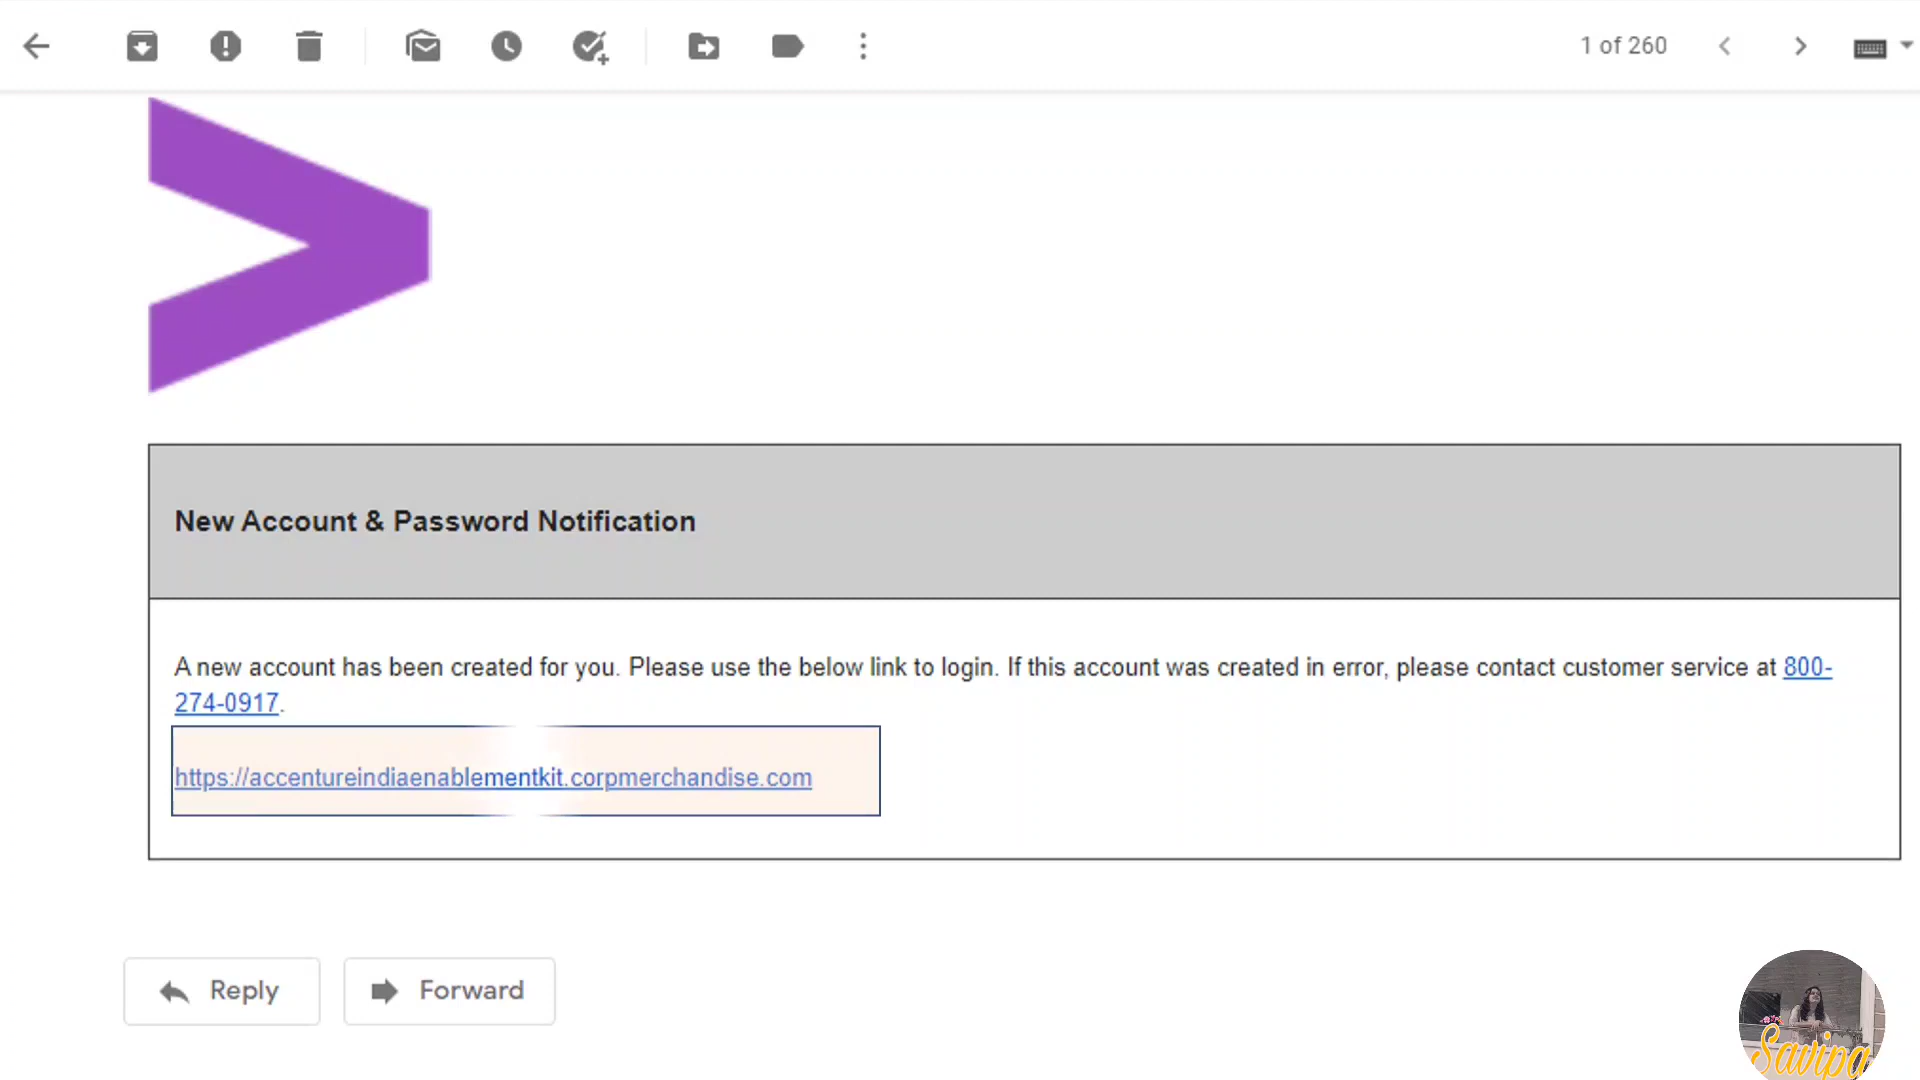 1 of 260
New Account & Password Notification
A new account has been created for you. Please use the below link to login. If this account was created in error, please contact customer service at 800-
274-0917.
https://accentureindiaenablementkit.corpmerchandise.com
Reply
Forward
Savipa